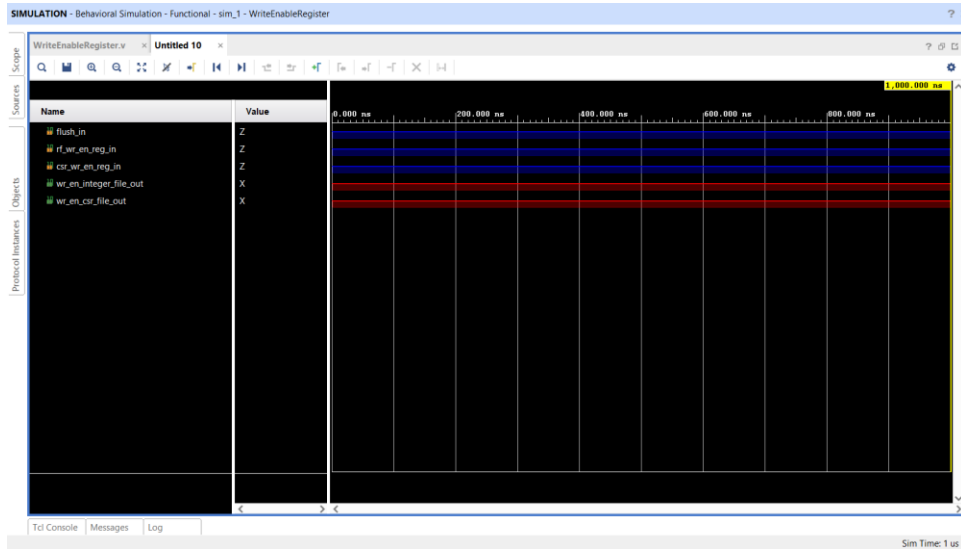 SIMULATION - Behavioral Simulation - Functional - sim_1 - WriteEnableRegister ?
WriteEnableRegister.v × Untitled 10 ×
Scope
Sources
Objects
Protocol Instances
1,000.000 ns
Name Value 0.000 ns 200.000 ns 400.000 ns 600.000 ns 800.000 ns
flush_in Z
rf_wr_en_reg_in Z
csr_wr_en_reg_in Z
wr_en_integer_file_out X
wr_en_csr_file_out X
Tcl Console Messages Log
Sim Time: 1 us